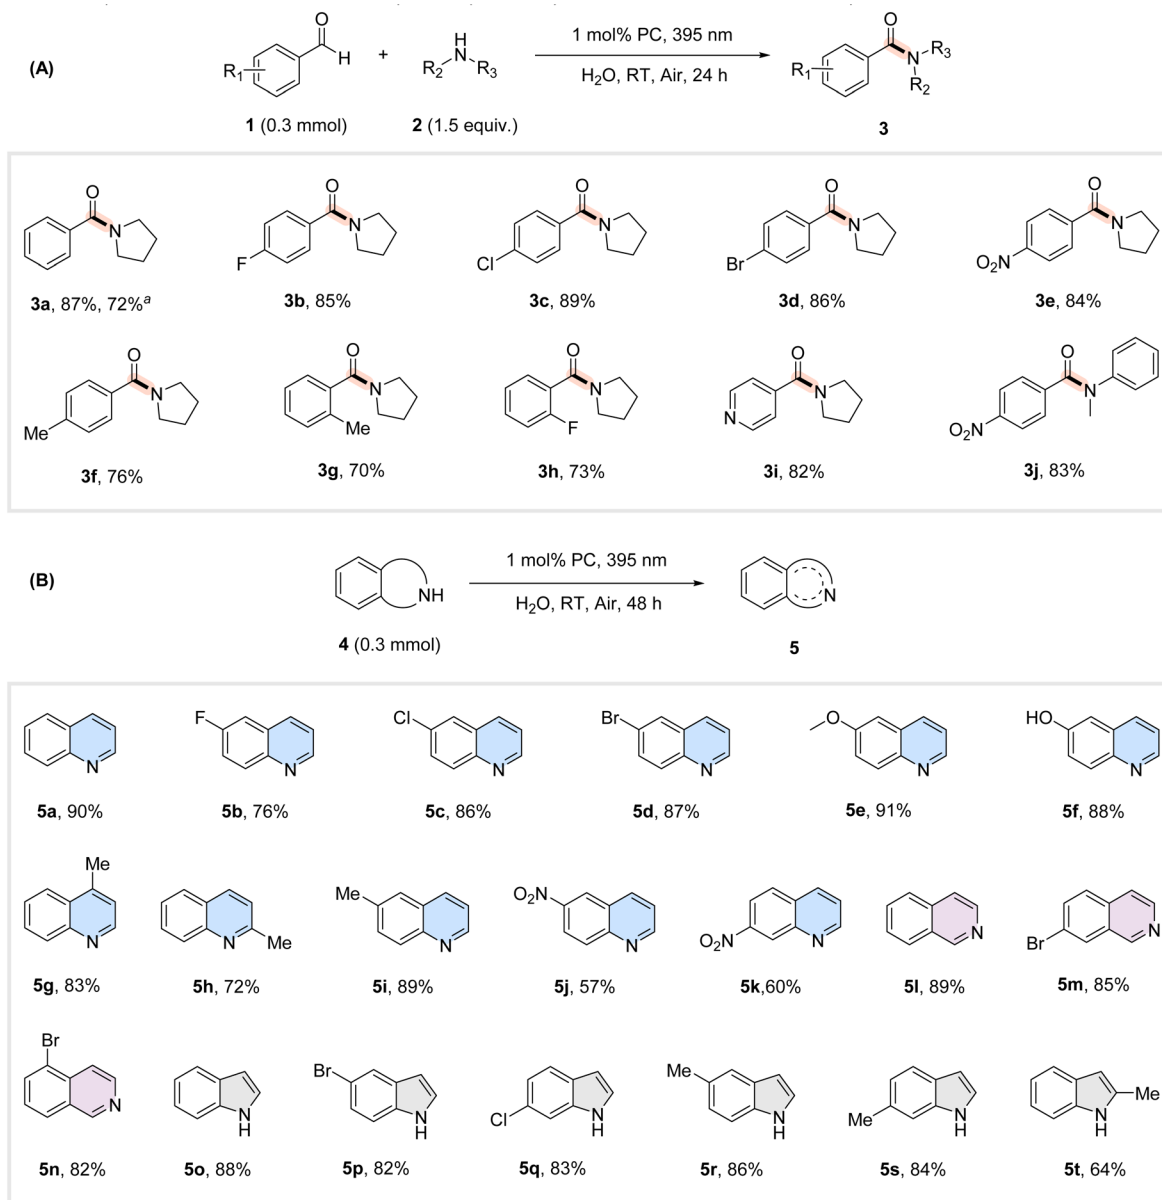 (A)
R1
O
H
+
H
N
R2
R3
1 mol% PC, 395 nm
H2O, RT, Air, 24 h
R1
O
N
R3
R2
1 (0.3 mmol)
2 (1.5 equiv.)
3
O
N
3a, 87%, 72%a
O
N
F
3b, 85%
O
N
Cl
3c, 89%
O
N
Br
3d, 86%
O
N
O2N
3e, 84%
O
N
Me
3f, 76%
O
N
Me
3g, 70%
O
N
F
3h, 73%
O
N
N
3i, 82%
O
N
O2N
3j, 83%
(B)
NH
4 (0.3 mmol)
1 mol% PC, 395 nm
H2O, RT, Air, 48 h
N
5
N
5a, 90%
F
N
5b, 76%
Cl
N
5c, 86%
Br
N
5d, 87%
O
N
5e, 91%
HO
N
5f, 88%
Me
N
5g, 83%
N
Me
5h, 72%
Me
N
5i, 89%
NO2
N
5j, 57%
NO2
N
5k,60%
N
5l, 89%
Br
N
5m, 85%
Br
N
5n, 82%
N
H
5o, 88%
Br
N
H
5p, 82%
Cl
N
H
5q, 83%
Me
N
H
5r, 86%
Me
N
H
5s, 84%
Me
N
H
5t, 64%